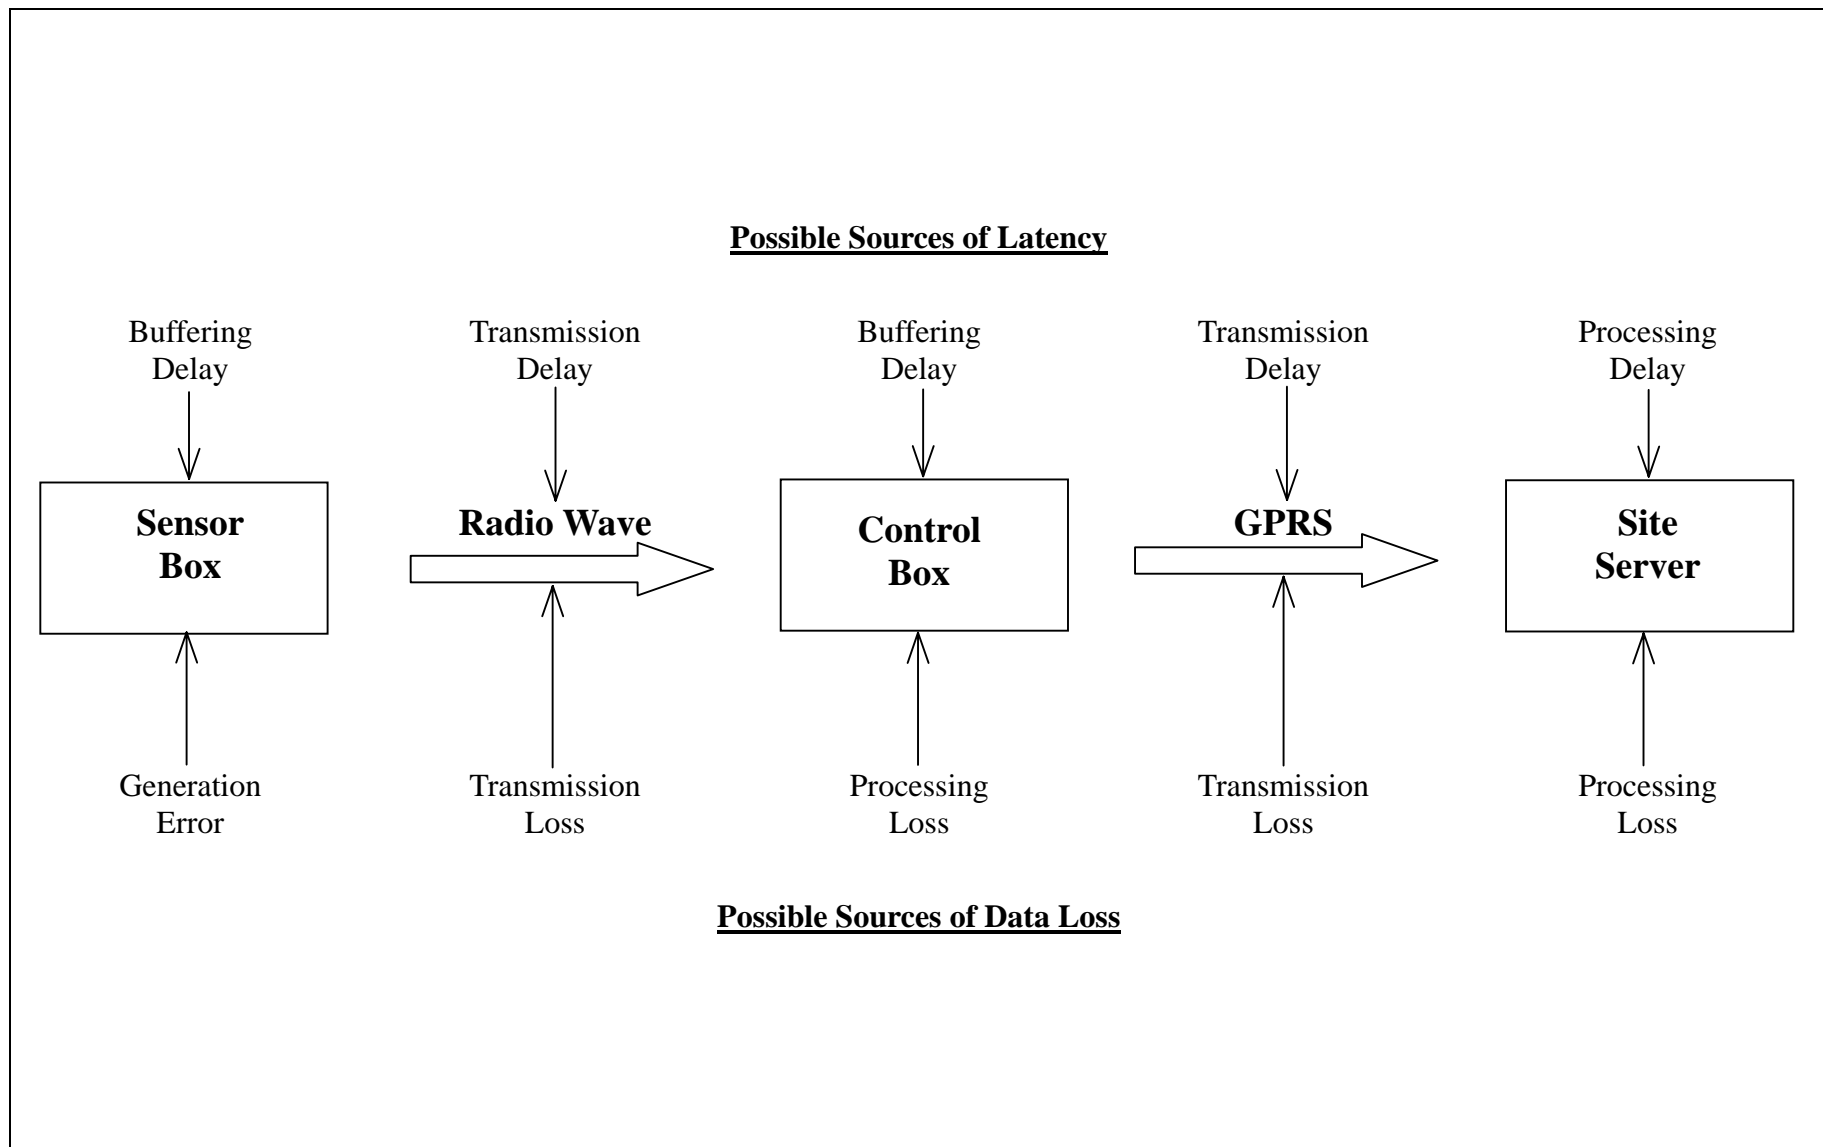 Possible Sources of Latency
Buffering
Delay
Transmission
Delay
Buffering
Delay
Transmission
Delay
Processing
Delay
Sensor
Box
Radio Wave
Control
Box
GPRS
Site
Server
Generation
Error
Transmission
Loss
Processing
Loss
Transmission
Loss
Processing
Loss
Possible Sources of Data Loss